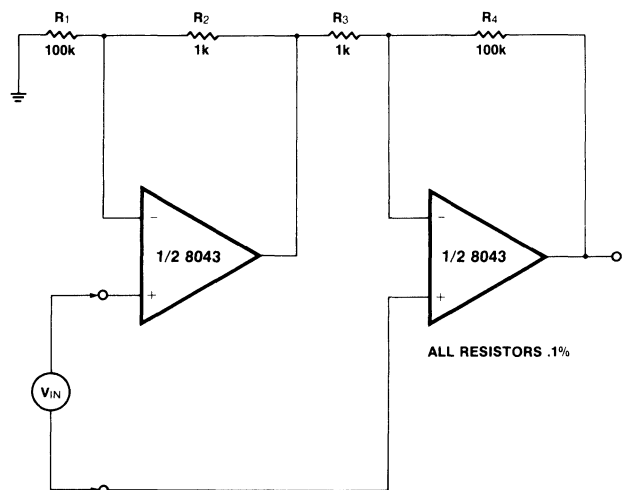 R1 R2 R3 R4
100k 1k 1k 100k
− −
1/2 8043 1/2 8043
+ +
ALL RESISTORS .1%
VIN